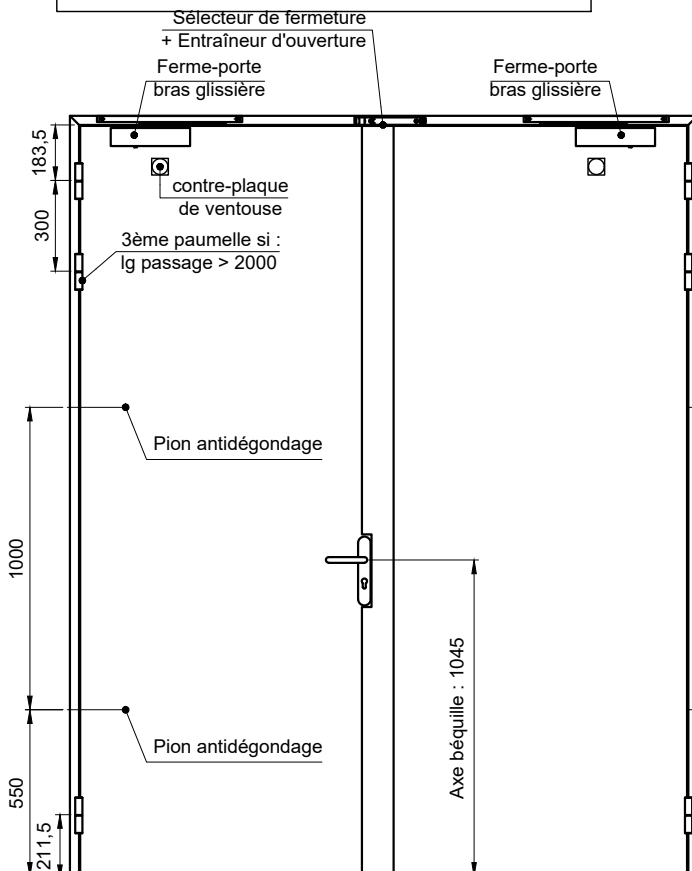 Sélecteur de fermeture
+ Entraîneur d'ouverture
Ferme-porte
bras glissière
Ferme-porte
bras glissière
183,5
contre-plaque
de ventouse
300
3ème paumelle si :
lg passage > 2000
Pion antidégondage
1000
Axe béquille : 1045
Pion antidégondage
550
211,5